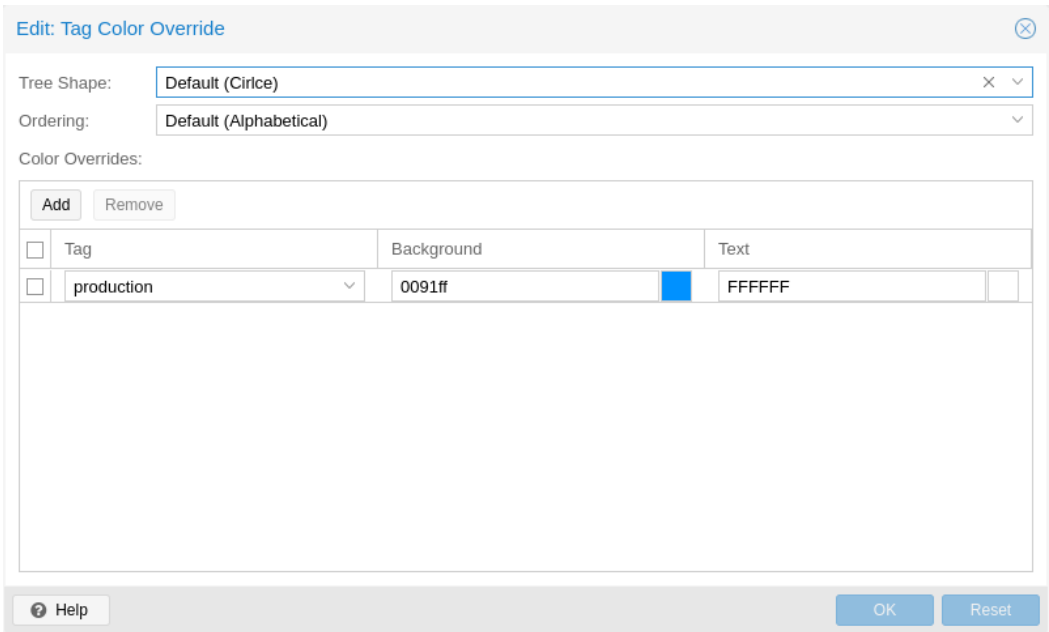 Edit: Tag Color Override
Tree Shape: Default (Cirlce)
Ordering: Default (Alphabetical)
Color Overrides:
Add Remove
Tag Background Text
production 0091ff FFFFFF
Help OK Reset